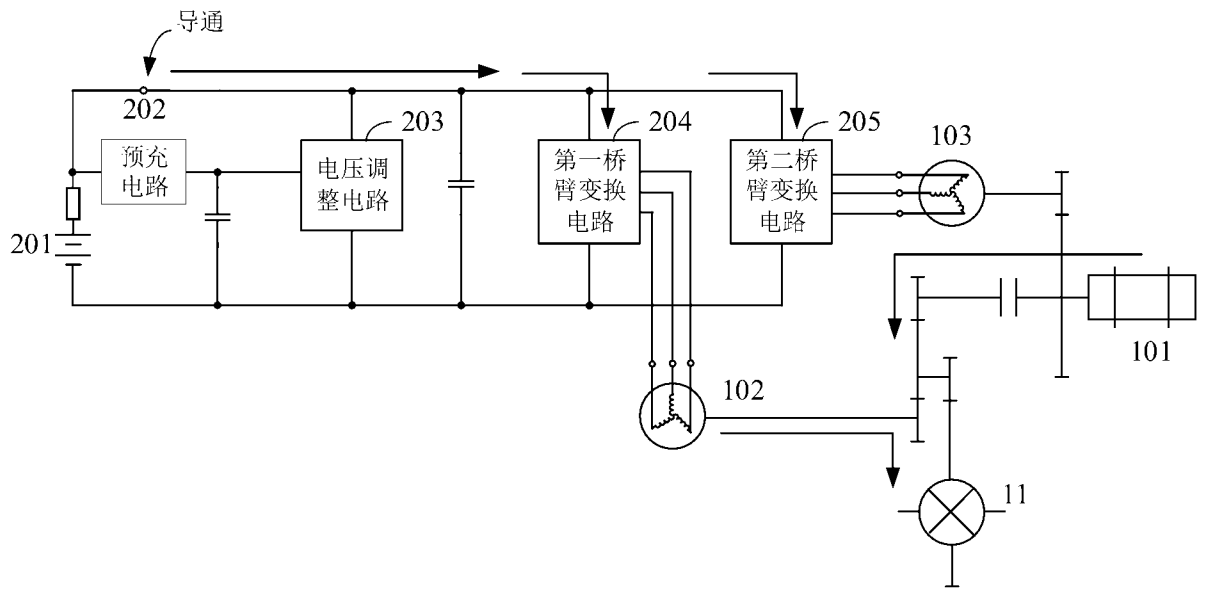 导通
202
203
204
205
103
预充
电路
电压调
整电路
第一桥
臂变换
电路
第二桥
臂变换
电路
201
101
102
11